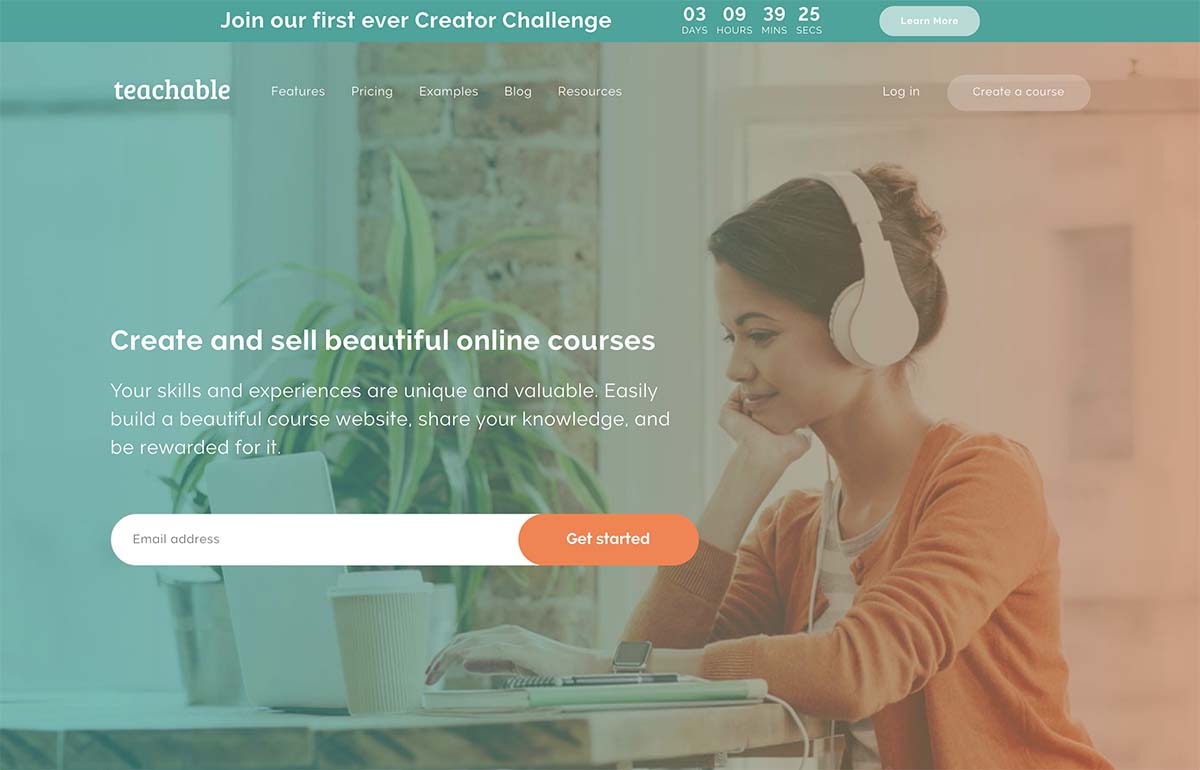 Join our first ever Creator Challenge
03 09 39 25
DAYS HOURS MINS SECS
Learn More
teachable
Features Pricing Examples Blog Resources
Log in
Create a course
Create and sell beautiful online courses
Your skills and experiences are unique and valuable. Easily
build a beautiful course website, share your knowledge, and
be rewarded for it.
Email address
Get started